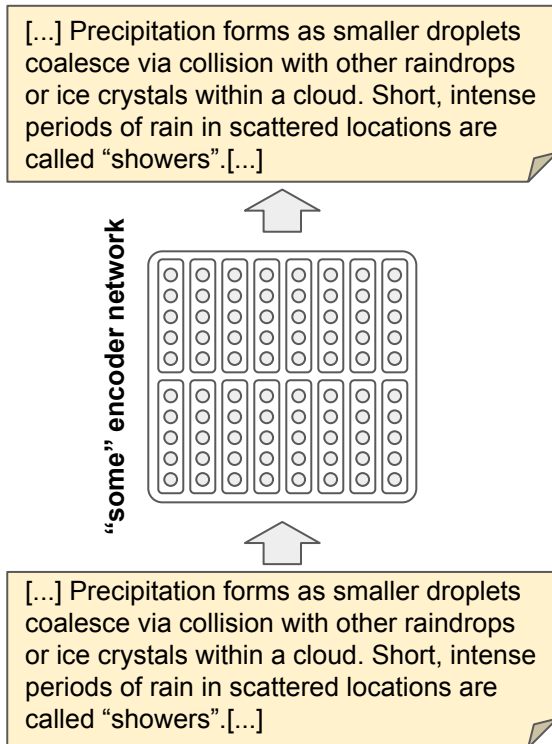 [...] Precipitation forms as smaller droplets
coalesce via collision with other raindrops
or ice crystals within a cloud. Short, intense
periods of rain in scattered locations are
called “showers”.[...]
“some” encoder network
[...] Precipitation forms as smaller droplets
coalesce via collision with other raindrops
or ice crystals within a cloud. Short, intense
periods of rain in scattered locations are
called “showers”.[...]